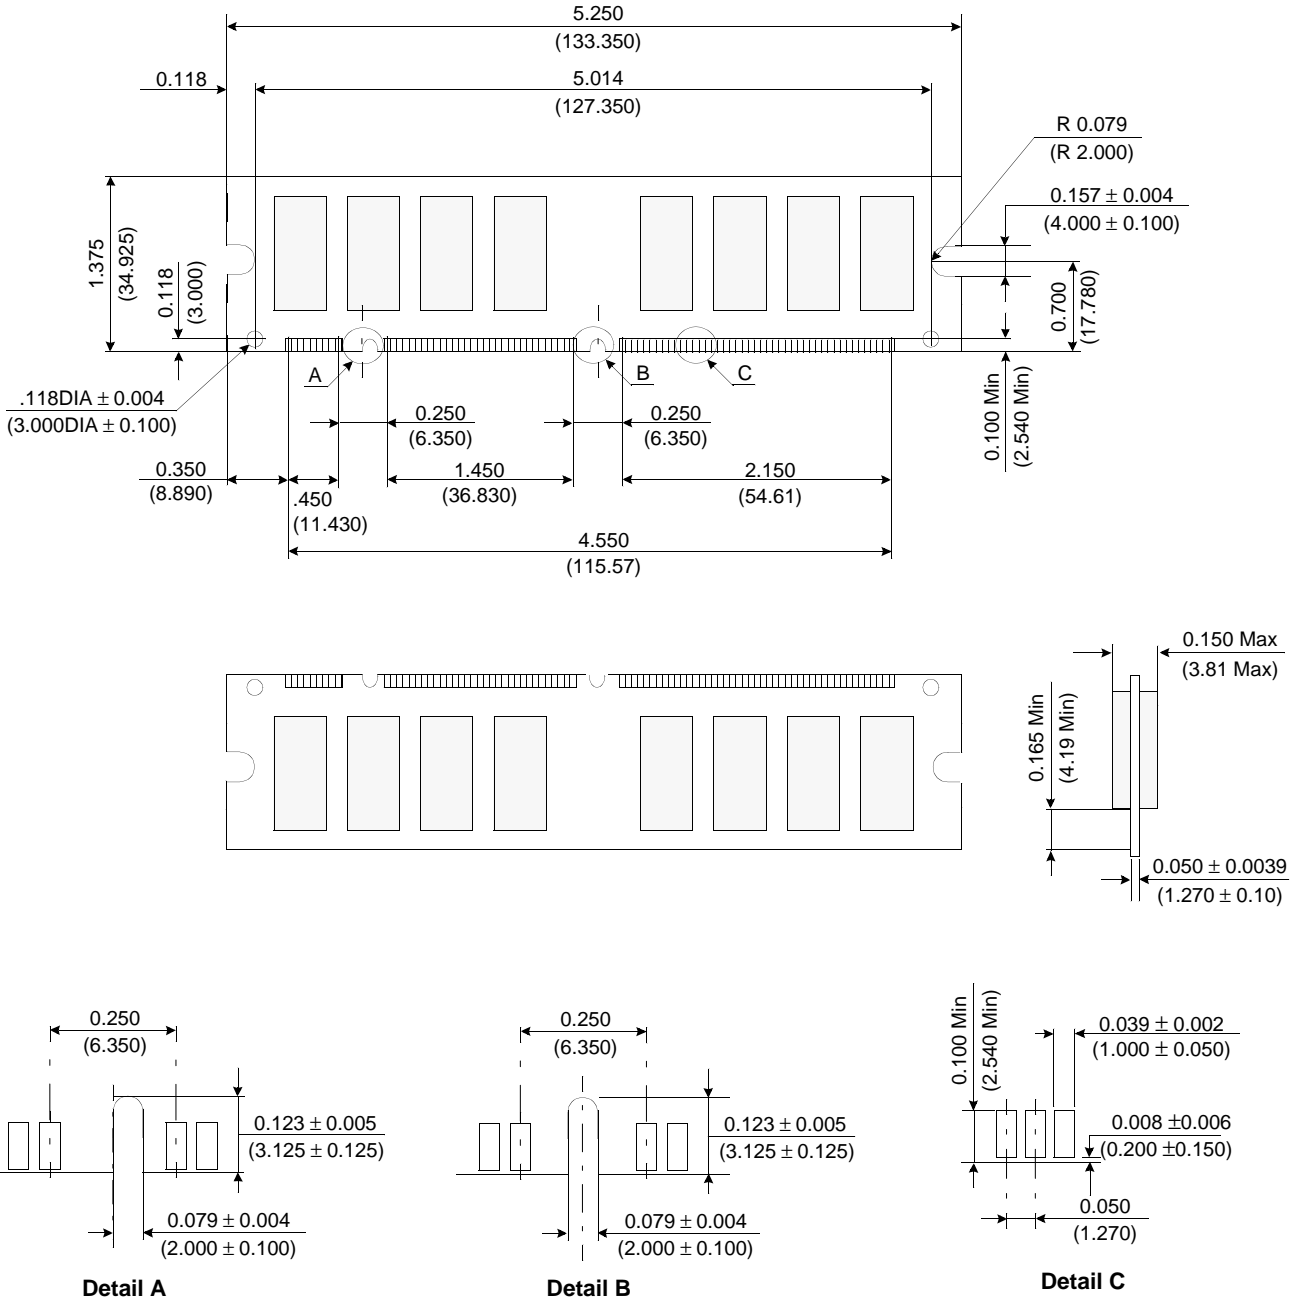 5.250
(133.350)
0.118
5.014
(127.350)
R 0.079
(R 2.000)
0.157 ± 0.004
(4.000 ± 0.100)
1.375
(34.925)
0.118
(3.000)
0.700
(17.780)
A
B
C
.118DIA ± 0.004
(3.000DIA ± 0.100)
0.250
(6.350)
0.250
(6.350)
0.100 Min
(2.540 Min)
0.350
(8.890)
.450
(11.430)
1.450
(36.830)
2.150
(54.61)
4.550
(115.57)
0.150 Max
(3.81 Max)
0.165 Min
(4.19 Min)
0.050 ± 0.0039
(1.270 ± 0.10)
0.250
(6.350)
0.123 ± 0.005
(3.125 ± 0.125)
0.079 ± 0.004
(2.000 ± 0.100)
Detail A
0.250
(6.350)
0.123 ± 0.005
(3.125 ± 0.125)
0.079 ± 0.004
(2.000 ± 0.100)
Detail B
0.100 Min
(2.540 Min)
0.039 ± 0.002
(1.000 ± 0.050)
0.008 ±0.006
(0.200 ±0.150)
0.050
(1.270)
Detail C